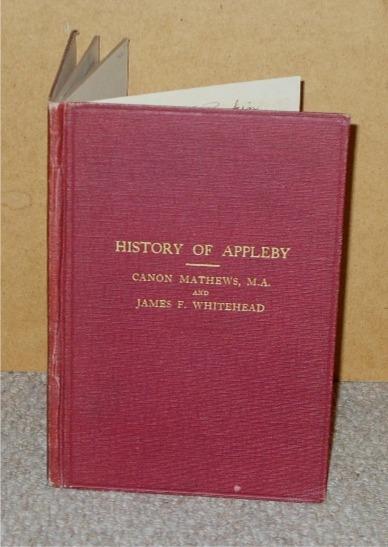 HISTORY OF APPLEBY
CANON MATHEWS, M.A.
AND
JAMES F. WHITEHEAD